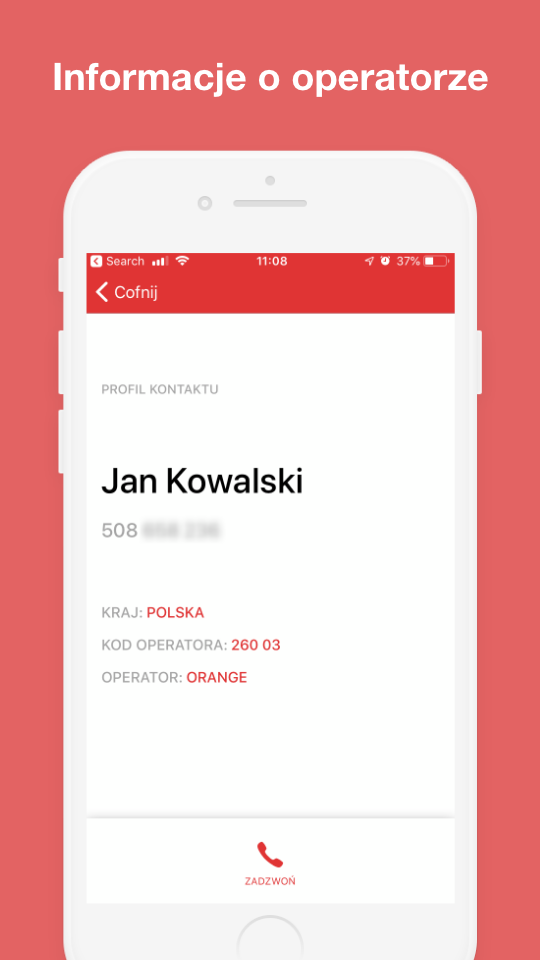 Informacje o operatorze
Search 11:08 37%
Cofnij
PROFIL KONTAKTU
Jan Kowalski
508
KRAJ: POLSKA
KOD OPERATORA: 260 03
OPERATOR: ORANGE
ZADZWOŃ